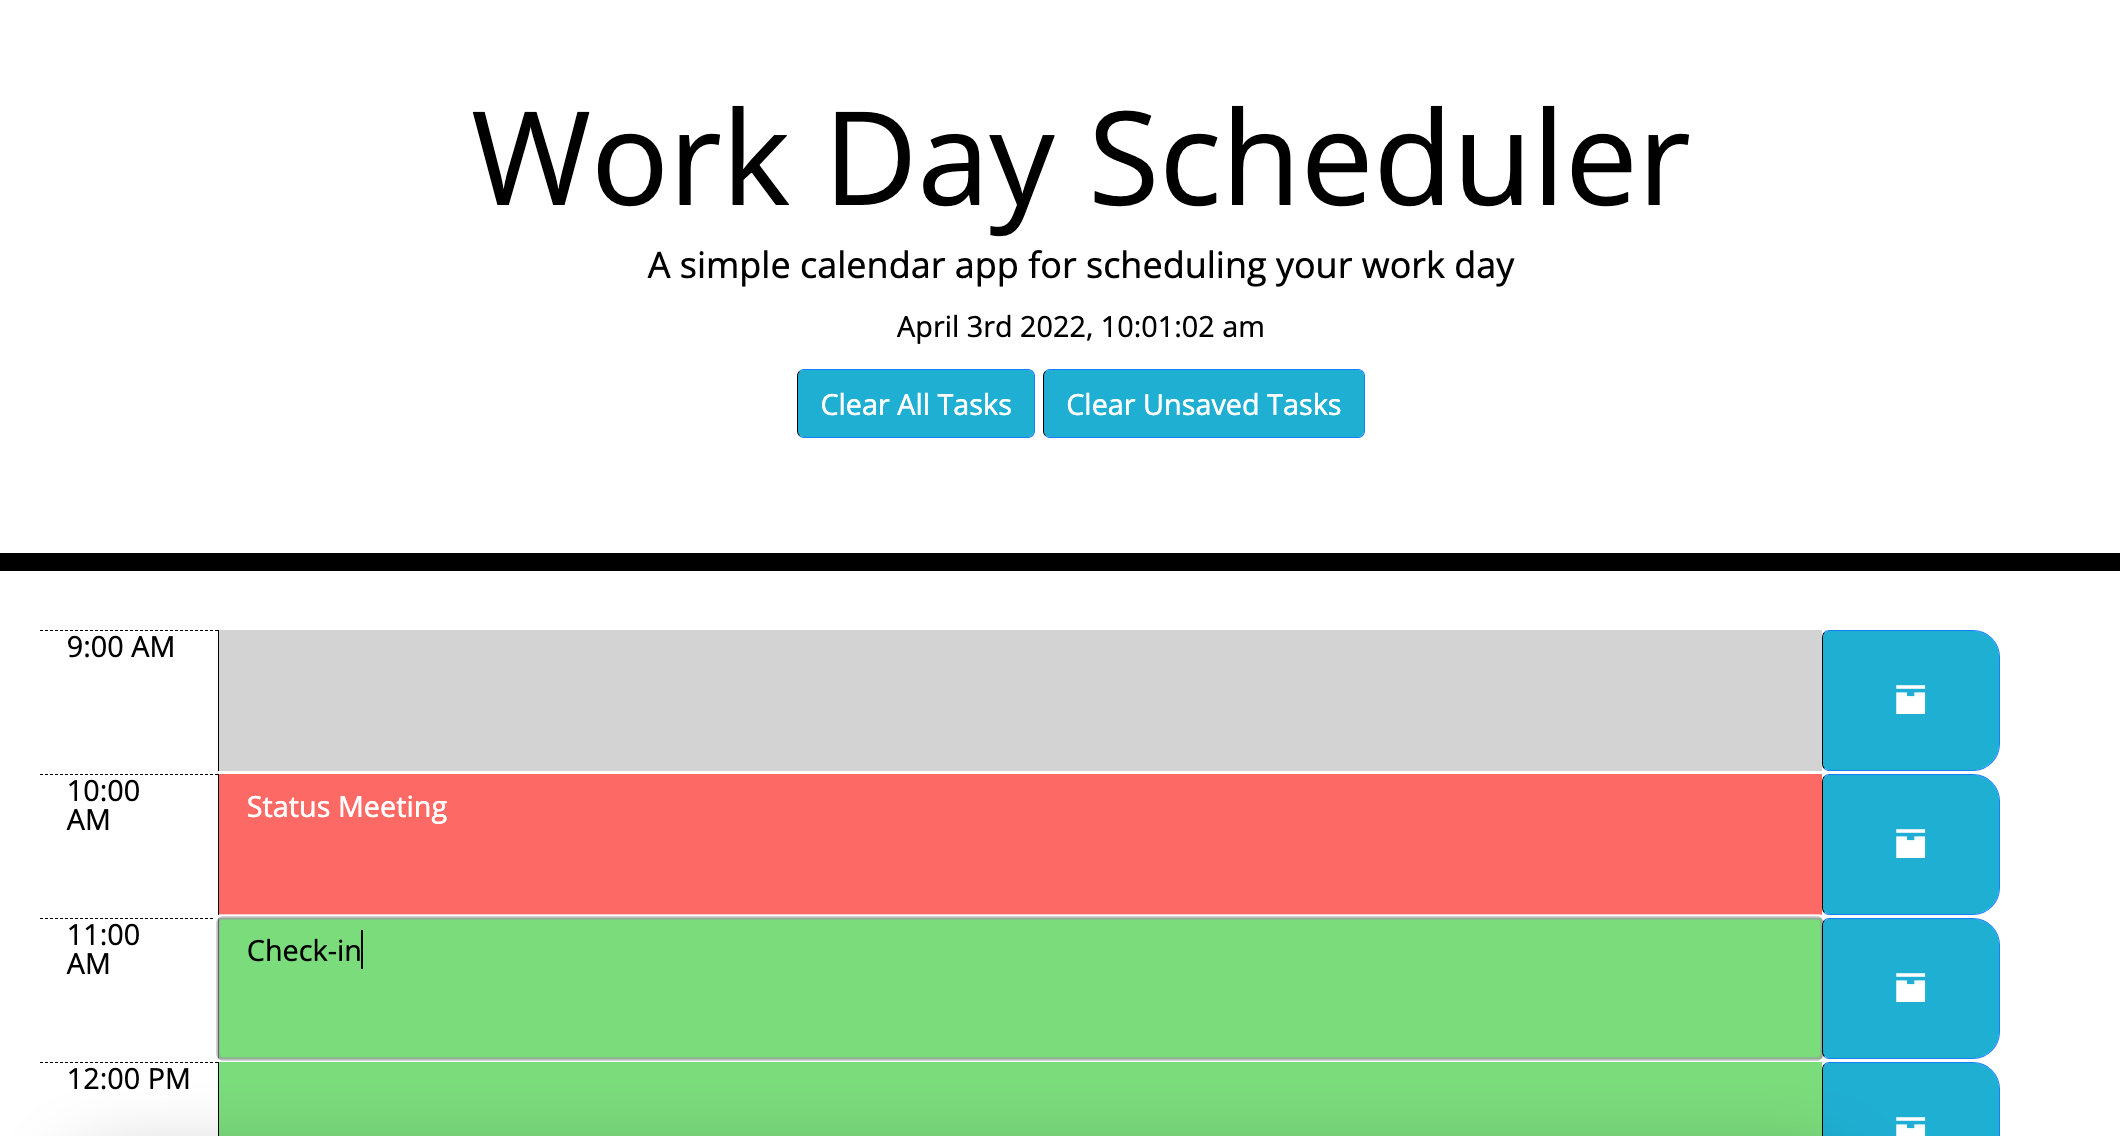 Work Day Scheduler
A simple calendar app for scheduling your work day
April 3rd 2022, 10:01:02 am
Clear All Tasks Clear Unsaved Tasks
9:00 AM
10:00
AM
Status Meeting
11:00
AM
Check-in
12:00 PM